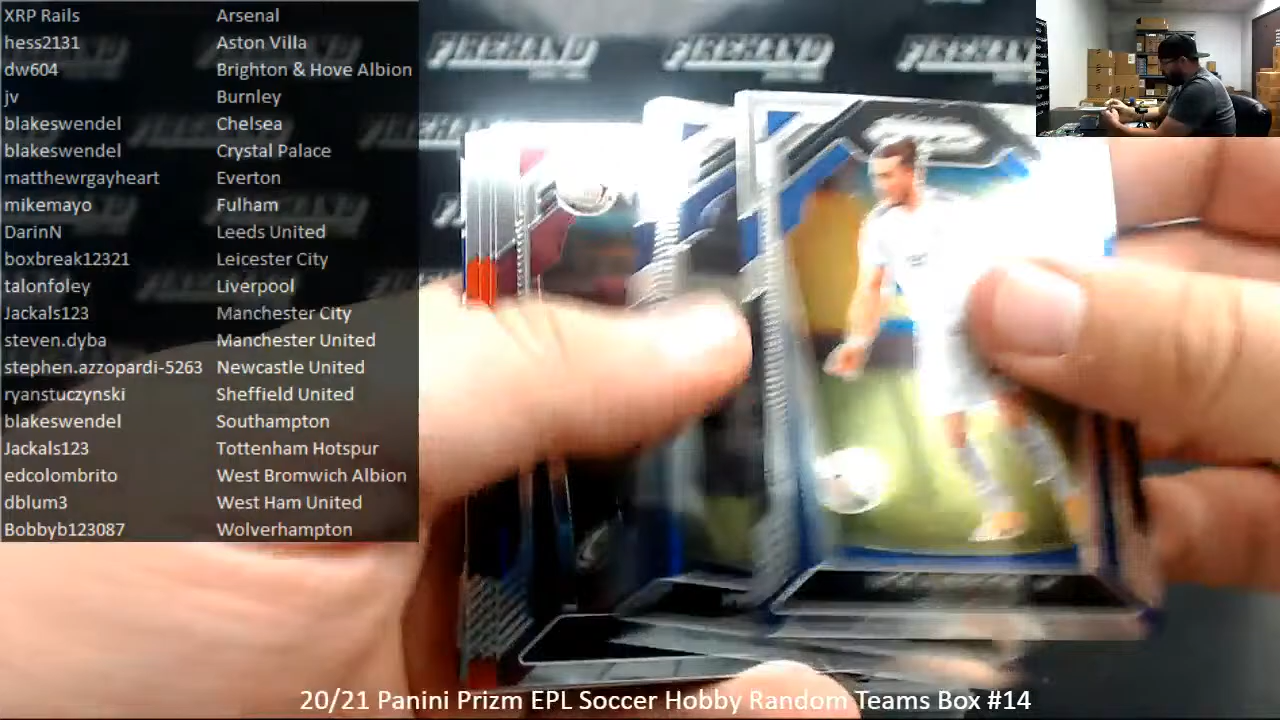 XRP Rails Arsenal
hess2131 Aston Villa
dw604 Brighton & Hove Albion
jv Burnley
blakeswendel Chelsea
blakeswendel Crystal Palace
matthewrgayheart Everton
mikemayo Fulham
DarinN Leeds United
boxbreak12321 Leicester City
talonfoley Liverpool
Jackals123 Manchester City
steven.dyba Manchester United
stephen.azzopardi-5263 Newcastle United
ryanstuczynski Sheffield United
blakeswendel Southampton
Jackals123 Tottenham Hotspur
edcolombrito West Bromwich Albion
dblum3 West Ham United
Bobbyb123087 Wolverhampton
FIREHAND FIREHAND FIREHAND
20/21 Panini Prizm EPL Soccer Hobby Random Teams Box #14